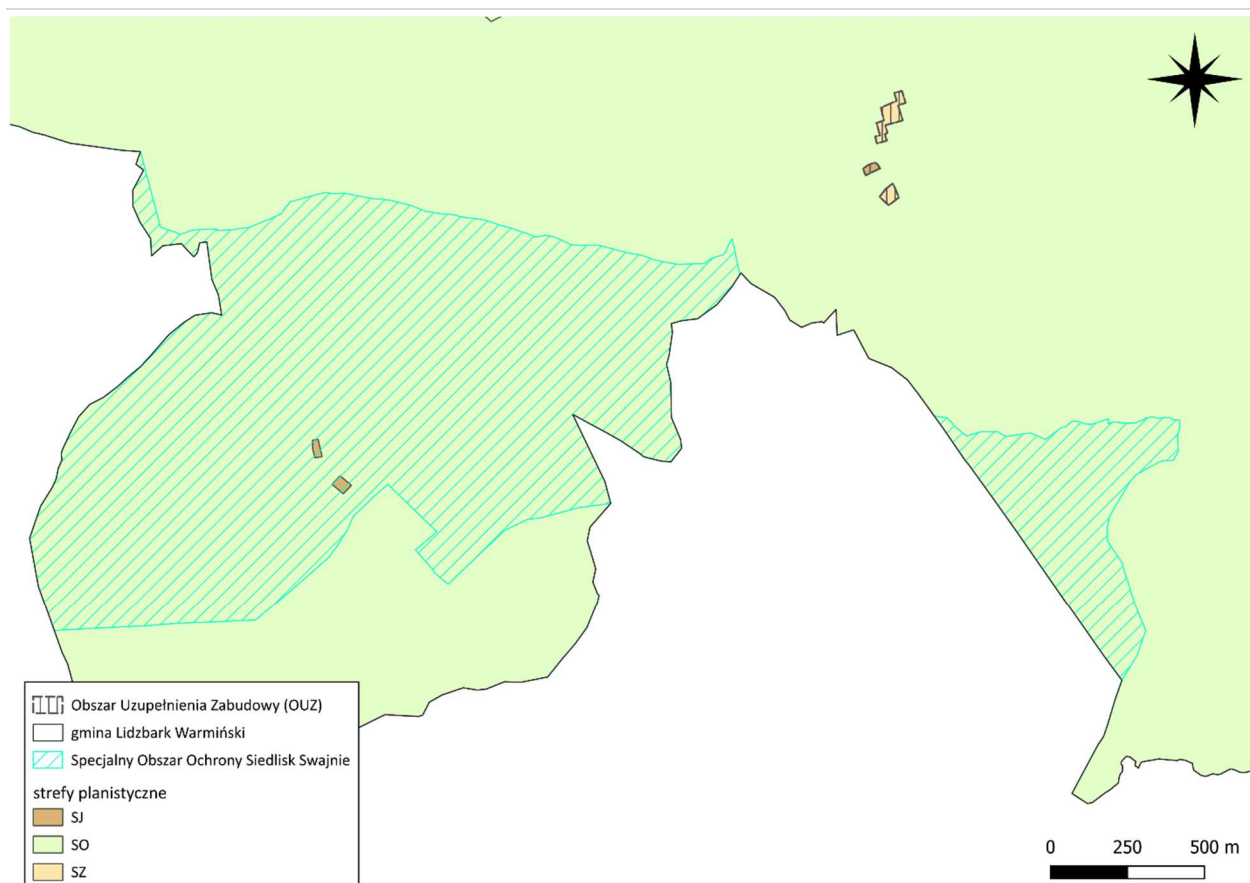 Obszar Uzupełnienia Zabudowy (OUZ)
gmina Lidzbark Warmiński
Specjalny Obszar Ochrony Siedlisk Swajnie
strefy planistyczne
SJ
SO
SZ
0 250 500 m